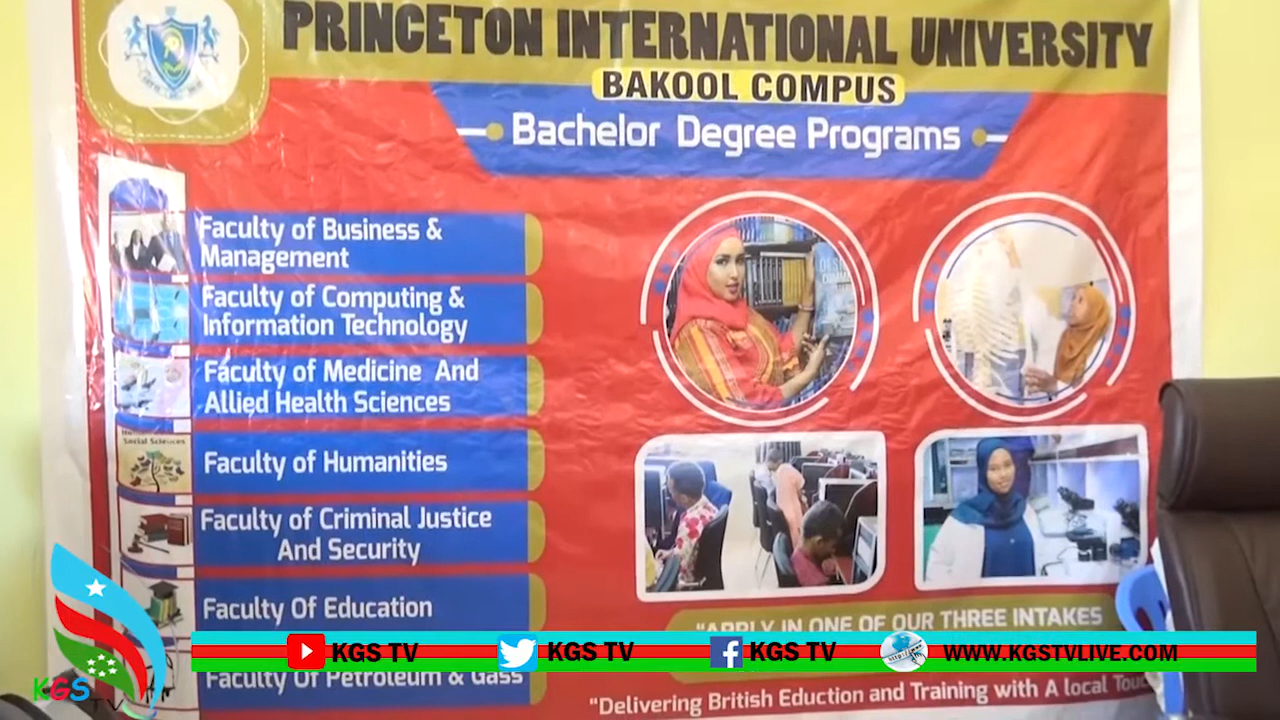 PRINCETON INTERNATIONAL UNIVERSITY
BAKOOL COMPUS
Bachelor Degree Programs
Faculty of Business &
Management
Faculty of Computing &
Information Technology
Faculty of Medicine And
Allied Health Sciences
Social Sciences
Faculty of Humanities
Faculty of Criminal Justice
And Security
Faculty Of Education
Faculty Of Petroleum & Gass
"APPLY IN ONE OF OUR THREE INTAKES
"Delivering British Eduction and Training with A local
KGS TV
KGS TV
KGS TV
WWW.KGSTVLIVE.COM
KGS
TV